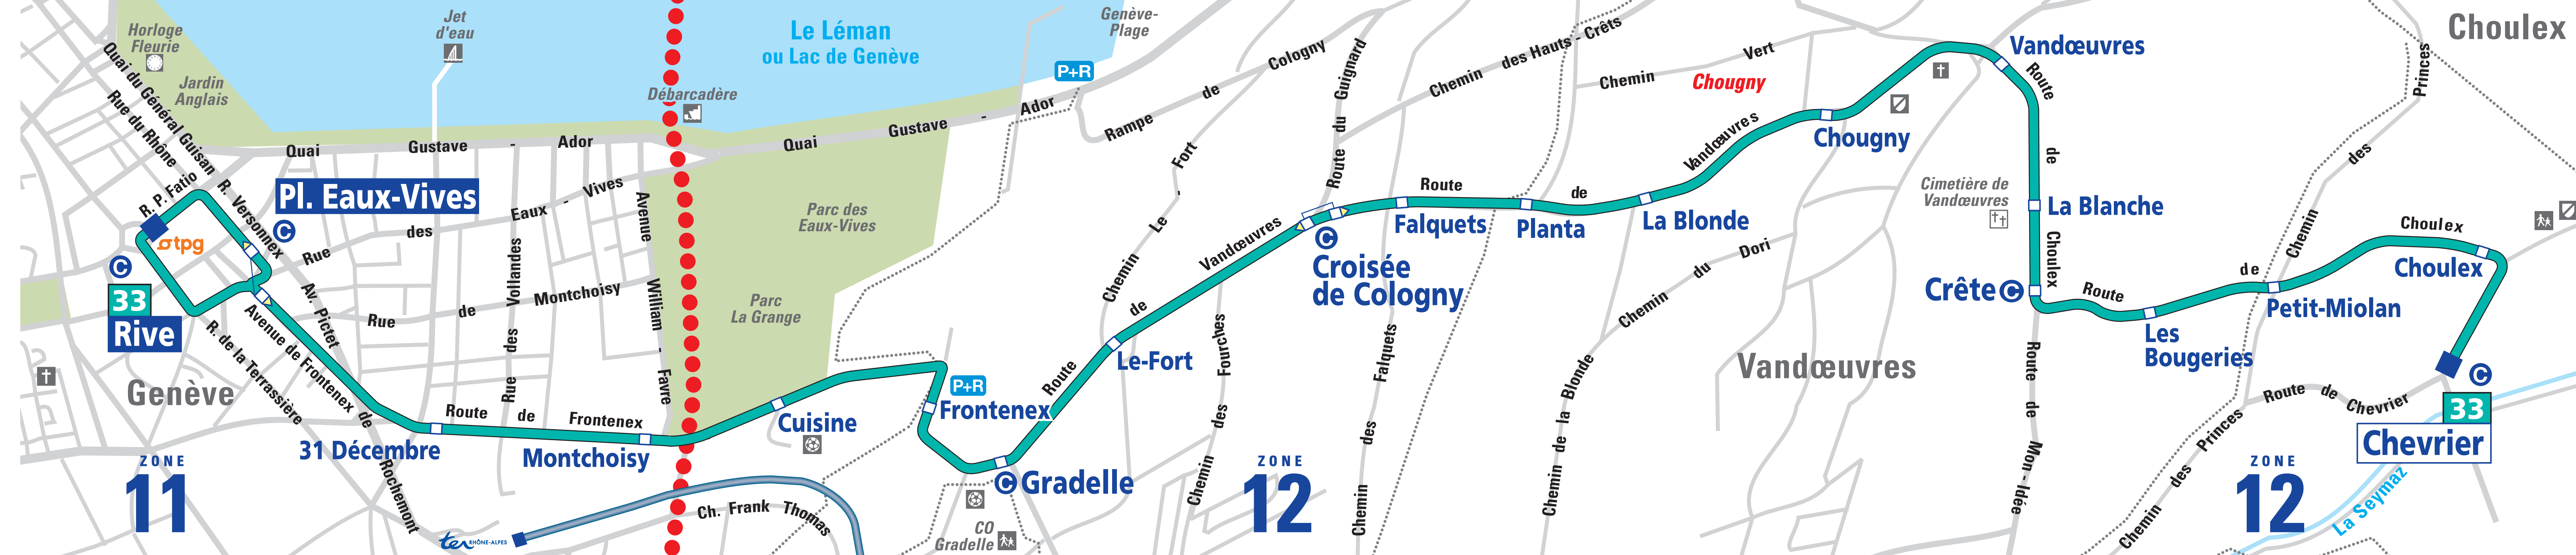 Horloge
Fleurie
Jardin
Anglais
Jet
d'eau
Le Léman
ou Lac de Genève
Débarcadère
Genève-
Plage
P+R
Quai du Général Guisan
Rue du Rhône
R. P. Fatio
R. Versonnex
Quai Gustave - Ador
Quai Gustave - Ador
Pl. Eaux-Vives
C
tpg
C
33
Rive
Genève
ZONE
11
Rue des Eaux - Vives
Rue de Montchoisy
Rue des Vollandes
Avenue William - Favre
Av. Pictet de Rochemont
Avenue de Frontenex
R. de la Terrassière
Route de Frontenex
31 Décembre
Montchoisy
Parc des
Eaux-Vives
Parc
La Grange
Cuisine
P+R
Frontenex
C Gradelle
CO
Gradelle
ter RHÔNE-ALPES
Ch. Frank Thomas
Rampe de Cologny
Chemin Le - Fort
Route de Vandœuvres
Le-Fort
Route du Guignard
C
Croisée
de Cologny
Chemin des Fourches
Chemin des Falquets
ZONE
12
Chemin des Hauts - Crêts
Chemin Vert
Chougny
Route de Vandœuvres
Falquets
Planta
La Blonde
Chougny
Chemin de la Blonde
Chemin du Dori
Vandœuvres
Vandœuvres
Cimetière de
Vandœuvres
Route de Choulex
La Blanche
Crête C
Route de Mon-Idée
Route de Choulex
Les
Bougeries
Petit-Miolan
Chemin des Princes
Chemin des Princes
Choulex
Choulex
Route de Chevrier
C
33
Chevrier
ZONE
12
La Seymaz